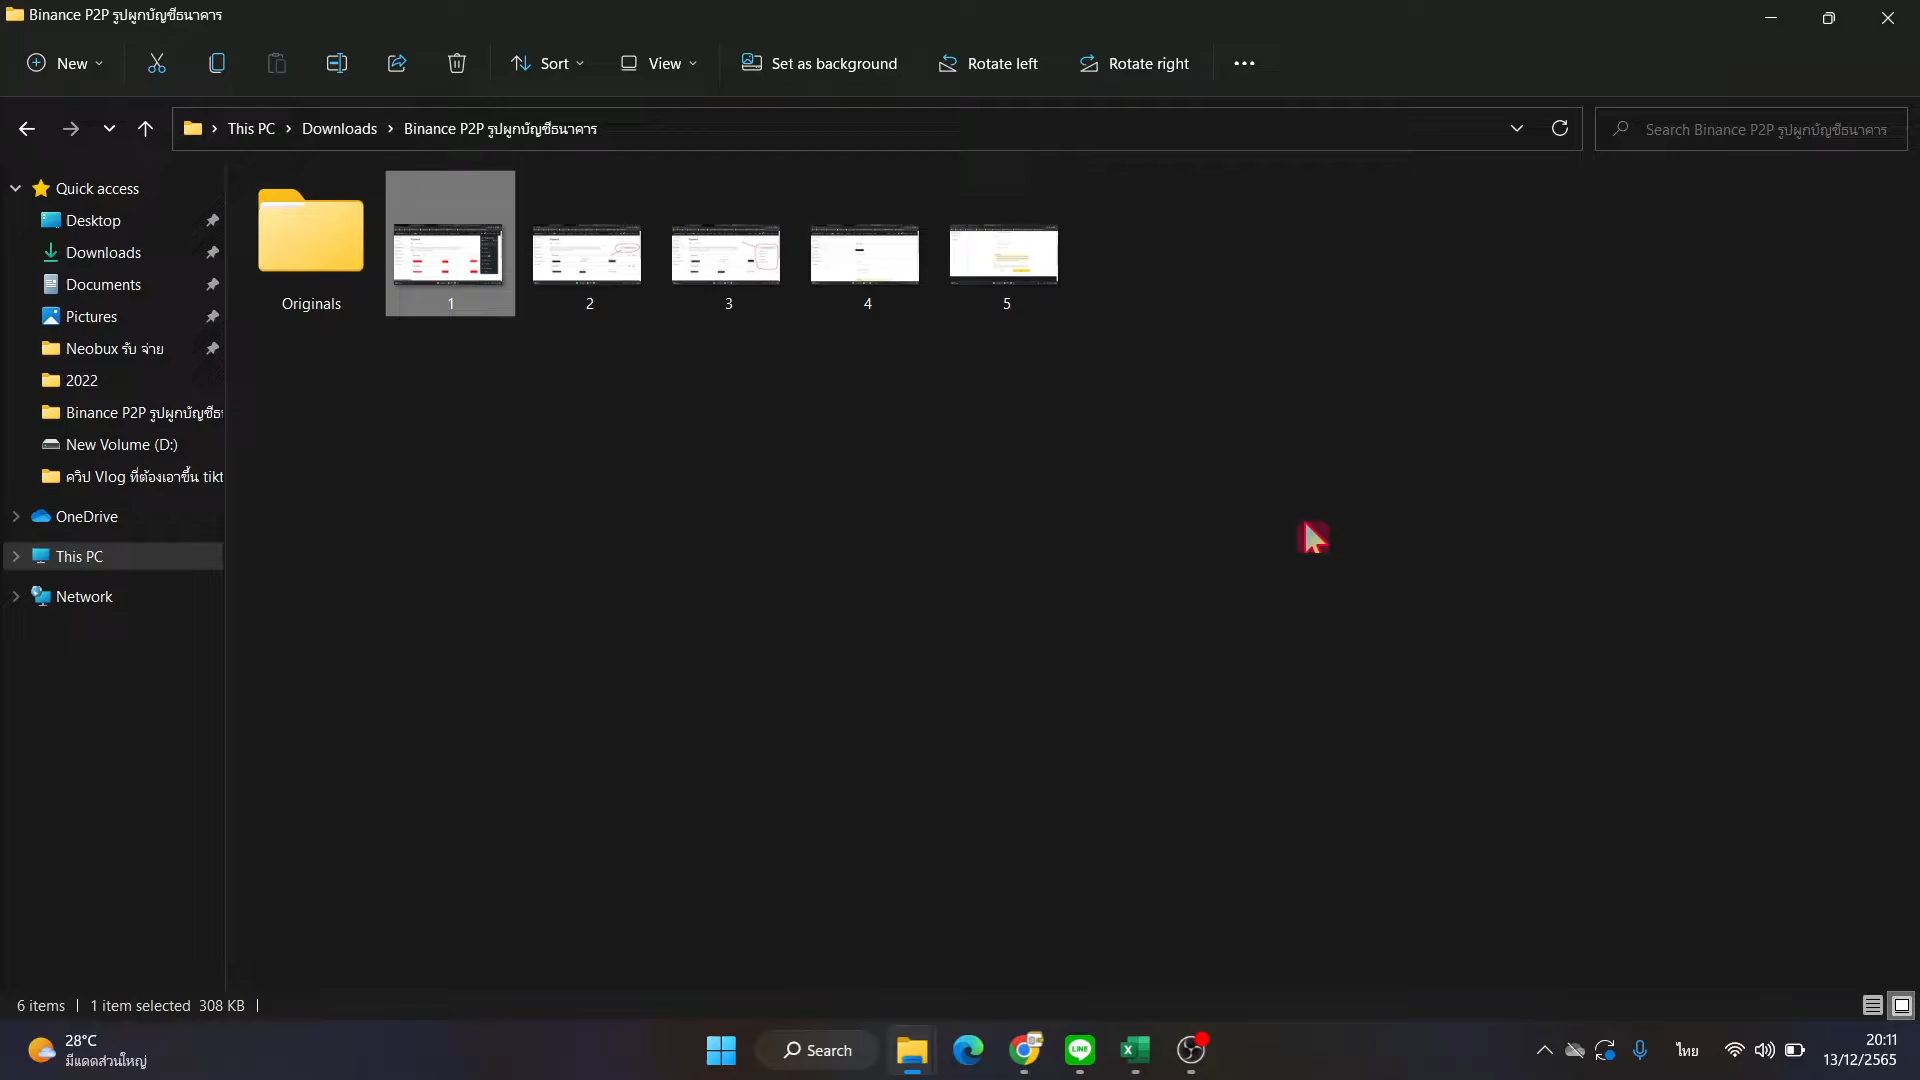 Binance P2P รูปผูกบัญชีธนาคาร
New
Sort
View
Set as background
Rotate left
Rotate right
This PC
Downloads
Binance P2P รูปผูกบัญชีธนาคาร
Search Binance P2P รูปผูกบัญชีธนาคาร
Quick access
Desktop
Downloads
Documents
Pictures
Neobux รับ จ่าย
2022
Binance P2P รูปผูกบัญชีธ
New Volume (D:)
ควิป Vlog ที่ต้องเอาขึ้น tikt
OneDrive
This PC
Network
Originals
1
2
3
4
5
6 items
1 item selected 308 KB
28°C
มีแดดส่วนใหญ่
Search
LINE
ไทย
20:11
13/12/2565